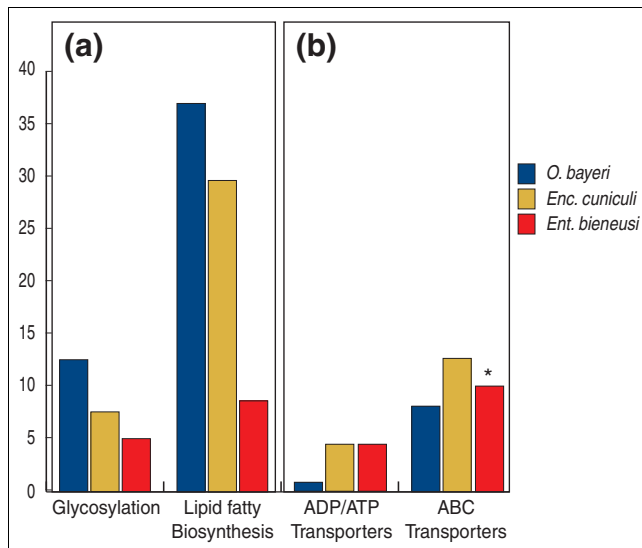 (a)
(b)
40
35
30
25
20
15
10
5
0
*
Glycosylation
Lipid fatty
Biosynthesis
ADP/ATP
Transporters
ABC
Transporters
O. bayeri
Enc. cuniculi
Ent. bieneusi